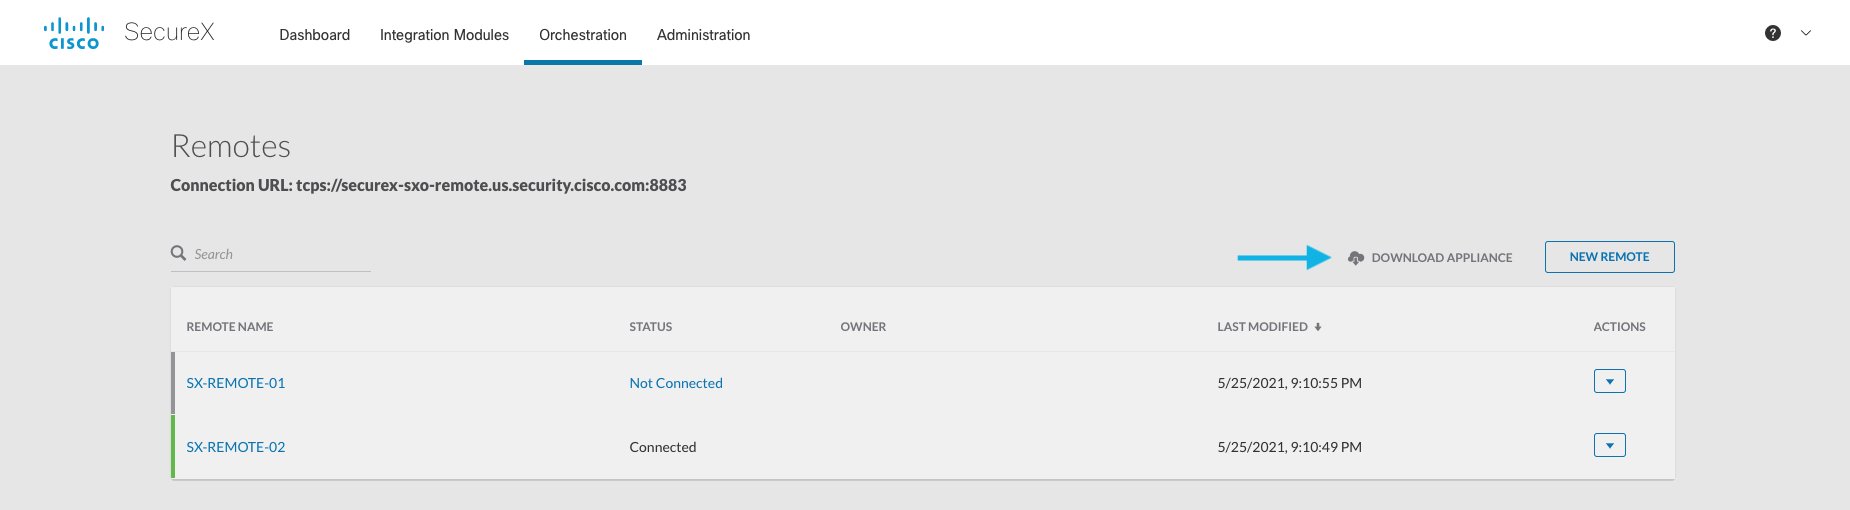 CISCO SecureX Dashboard Integration Modules Orchestration Administration ?
Remotes
Connection URL: tcps://securex-sxo-remote.us.security.cisco.com:8883
Search DOWNLOAD APPLIANCE NEW REMOTE
REMOTE NAME STATUS OWNER LAST MODIFIED ACTIONS
SX-REMOTE-01 Not Connected 5/25/2021, 9:10:55 PM
SX-REMOTE-02 Connected 5/25/2021, 9:10:49 PM